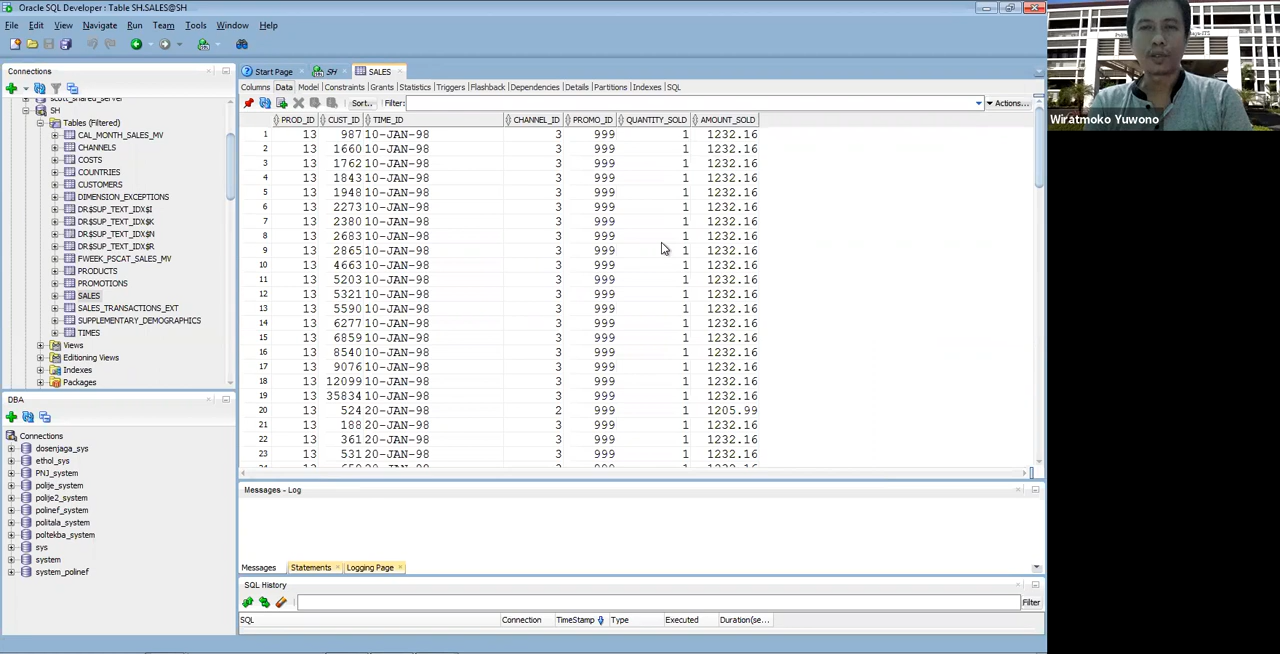 Oracle SQL Developer : Table SH.SALES@SH
File Edit View Navigate Run Team Tools Window Help
Connections
Start Page SH SALES
Columns Data Model Constraints Grants Statistics Triggers Flashback Dependencies Details Partitions Indexes SQL
Sort.. Filter: Actions...
scott_shared_server
SH
Tables (Filtered)
CAL_MONTH_SALES_MV
CHANNELS
COSTS
COUNTRIES
CUSTOMERS
DIMENSION_EXCEPTIONS
DR$SUP_TEXT_IDX$I
DR$SUP_TEXT_IDX$K
DR$SUP_TEXT_IDX$N
DR$SUP_TEXT_IDX$R
FWEEK_PSCAT_SALES_MV
PRODUCTS
PROMOTIONS
SALES
SALES_TRANSACTIONS_EXT
SUPPLEMENTARY_DEMOGRAPHICS
TIMES
Views
Editioning Views
Indexes
Packages
PROD_ID CUST_ID TIME_ID CHANNEL_ID PROMO_ID QUANTITY_SOLD AMOUNT_SOLD
1 13 987 10-JAN-98 3 999 1 1232.16
2 13 1660 10-JAN-98 3 999 1 1232.16
3 13 1762 10-JAN-98 3 999 1 1232.16
4 13 1843 10-JAN-98 3 999 1 1232.16
5 13 1948 10-JAN-98 3 999 1 1232.16
6 13 2273 10-JAN-98 3 999 1 1232.16
7 13 2380 10-JAN-98 3 999 1 1232.16
8 13 2683 10-JAN-98 3 999 1 1232.16
9 13 2865 10-JAN-98 3 999 1 1232.16
10 13 4663 10-JAN-98 3 999 1 1232.16
11 13 5203 10-JAN-98 3 999 1 1232.16
12 13 5321 10-JAN-98 3 999 1 1232.16
13 13 5590 10-JAN-98 3 999 1 1232.16
14 13 6277 10-JAN-98 3 999 1 1232.16
15 13 6859 10-JAN-98 3 999 1 1232.16
16 13 8540 10-JAN-98 3 999 1 1232.16
17 13 9076 10-JAN-98 3 999 1 1232.16
18 13 12099 10-JAN-98 3 999 1 1232.16
19 13 35834 10-JAN-98 3 999 1 1232.16
20 13 524 20-JAN-98 2 999 1 1205.99
21 13 188 20-JAN-98 3 999 1 1232.16
22 13 361 20-JAN-98 3 999 1 1232.16
23 13 531 20-JAN-98 3 999 1 1232.16
DBA
Connections
dosenjaga_sys
ethol_sys
PNJ_system
polije_system
polije2_system
polinef_system
politala_system
poltekba_system
sys
system
system_polinef
Messages - Log
Messages Statements Logging Page
SQL History
Filter
SQL Connection TimeStamp Type Executed Duration(se...
Wiratmoko Yuwono